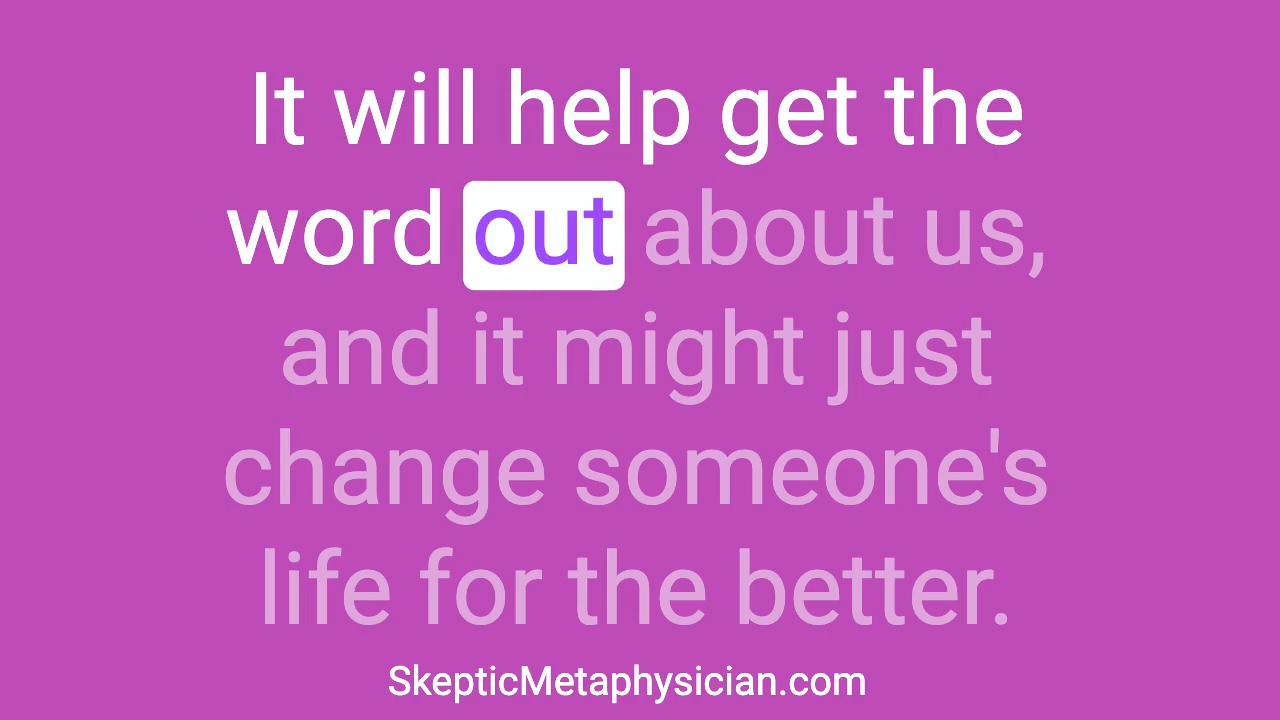 It will help get the
word out about us,
and it might just
change someone's
life for the better.
SkepticMetaphysician.com